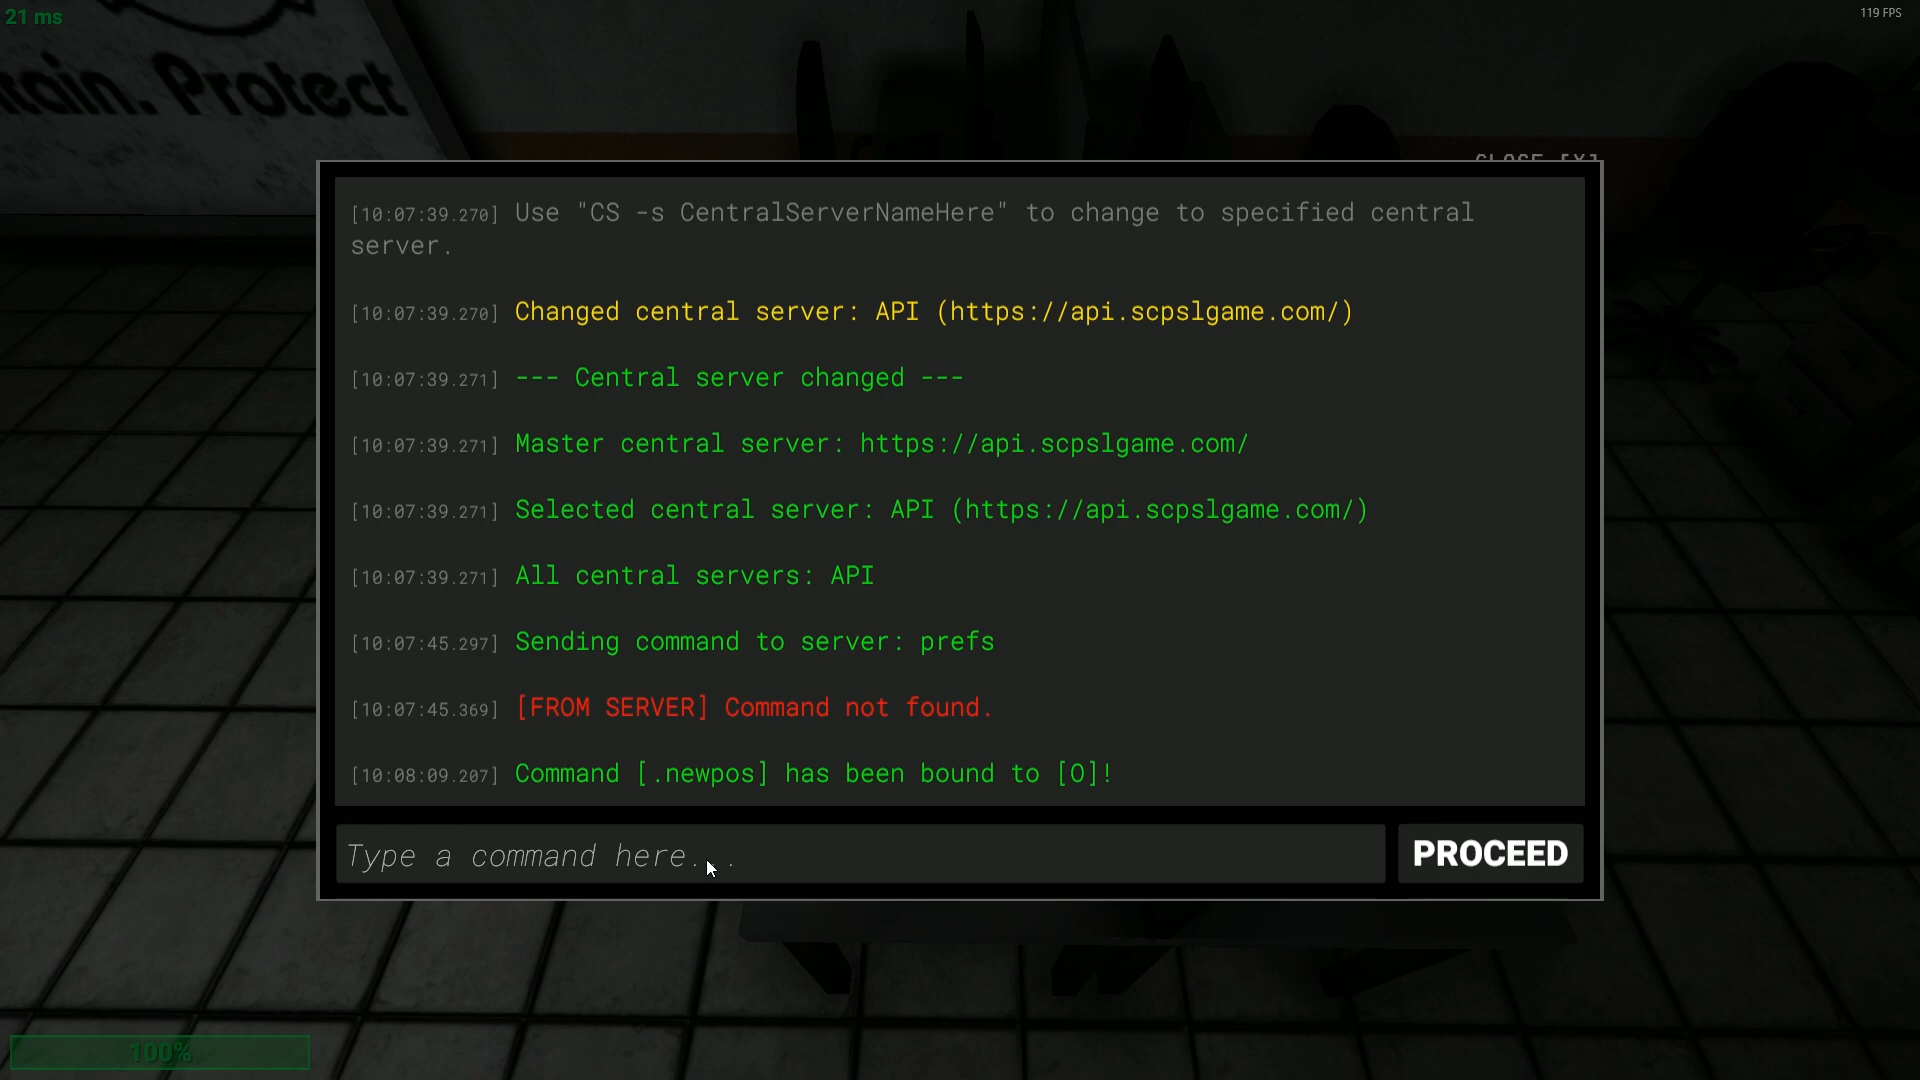 21 ms
119 FPS
tain. Protect
CLOSE [X]
[10:07:39.270] Use "CS -s CentralServerNameHere" to change to specified central
server.
[10:07:39.270] Changed central server: API (https://api.scpslgame.com/)
[10:07:39.271] --- Central server changed ---
[10:07:39.271] Master central server: https://api.scpslgame.com/
[10:07:39.271] Selected central server: API (https://api.scpslgame.com/)
[10:07:39.271] All central servers: API
[10:07:45.297] Sending command to server: prefs
[10:07:45.369] [FROM SERVER] Command not found.
[10:08:09.207] Command [.newpos] has been bound to [O]!
Type a command here...
PROCEED
100%